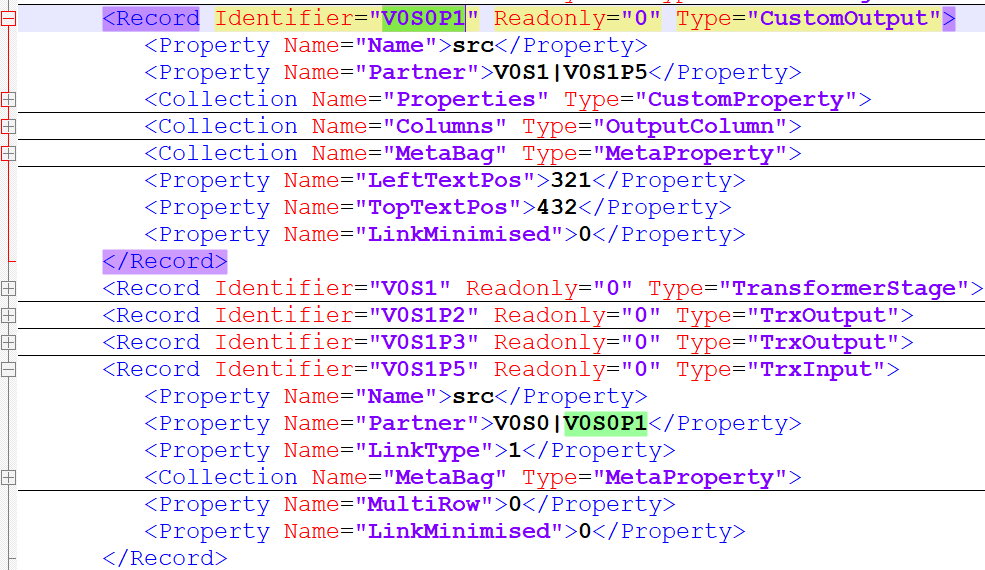 <Record Identifier="V0S0P1" Readonly="0" Type="CustomOutput">
<Property Name="Name">src</Property>
<Property Name="Partner">V0S1|V0S1P5</Property>
<Collection Name="Properties" Type="CustomProperty">
<Collection Name="Columns" Type="OutputColumn">
<Collection Name="MetaBag" Type="MetaProperty">
<Property Name="LeftTextPos">321</Property>
<Property Name="TopTextPos">432</Property>
<Property Name="LinkMinimised">0</Property>
</Record>
<Record Identifier="V0S1" Readonly="0" Type="TransformerStage">
<Record Identifier="V0S1P2" Readonly="0" Type="TrxOutput">
<Record Identifier="V0S1P3" Readonly="0" Type="TrxOutput">
<Record Identifier="V0S1P5" Readonly="0" Type="TrxInput">
<Property Name="Name">src</Property>
<Property Name="Partner">V0S0|V0S0P1</Property>
<Property Name="LinkType">1</Property>
<Collection Name="MetaBag" Type="MetaProperty">
<Property Name="MultiRow">0</Property>
<Property Name="LinkMinimised">0</Property>
</Record>